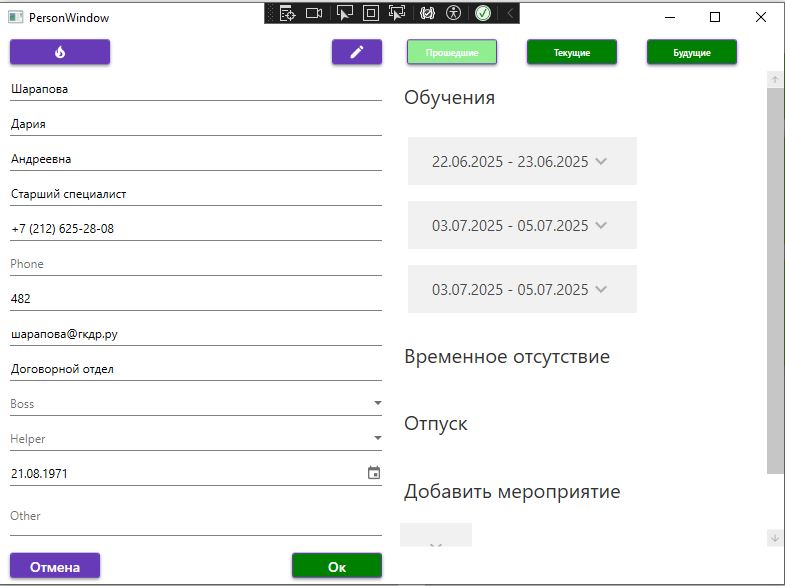 PersonWindow
Прошедшие
Текущие
Будущие
Шарапова
Дария
Андреевна
Старший специалист
+7 (212) 625-28-08
Phone
482
шарапова@гкдр.ру
Договорной отдел
Boss
Helper
21.08.1971
Other
Отмена
Ок
Обучения
22.06.2025 - 23.06.2025
03.07.2025 - 05.07.2025
03.07.2025 - 05.07.2025
Временное отсутствие
Отпуск
Добавить мероприятие